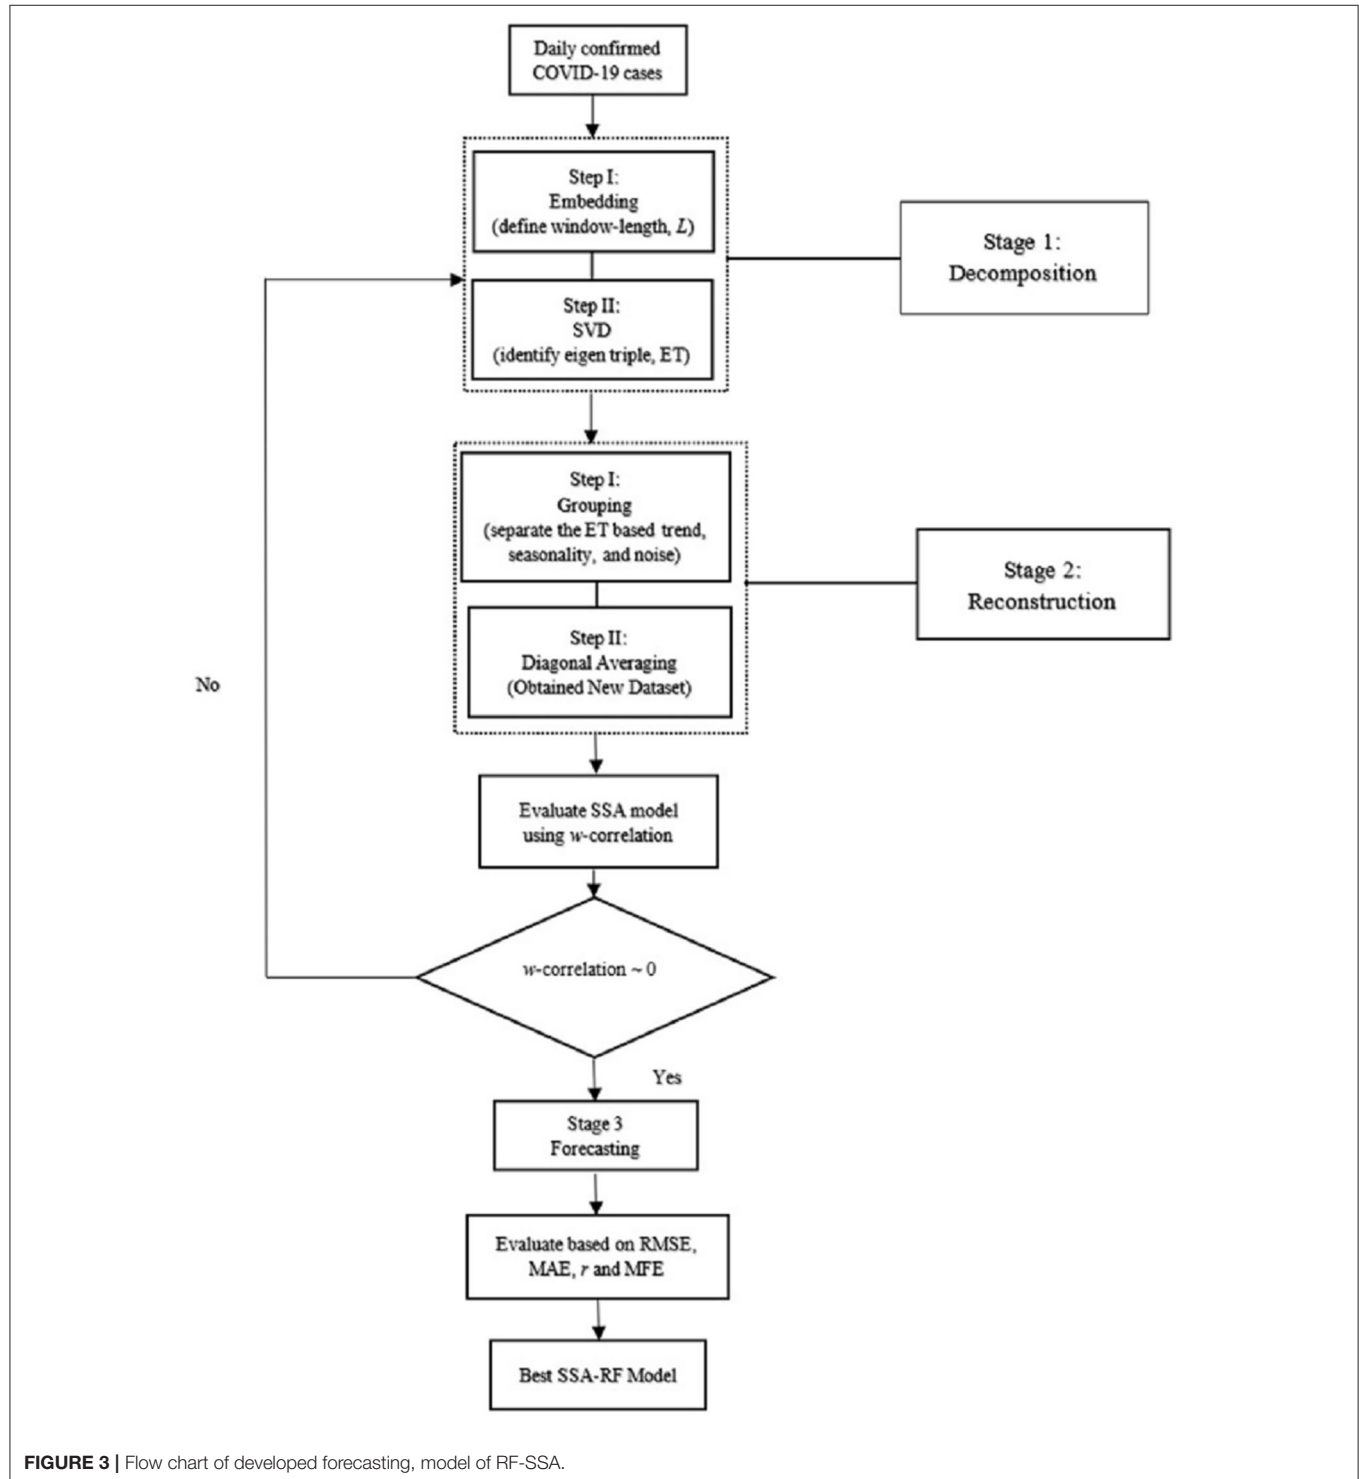 Daily confirmed
COVID-19 cases
Step I:
Embedding
(define window-length, L)
Step II:
SVD
(identify eigen triple, ET)
Stage 1:
Decomposition
Step I:
Grouping
(separate the ET based trend,
seasonality, and noise)
Step II:
Diagonal Averaging
(Obtained New Dataset)
Stage 2:
Reconstruction
No
Evaluate SSA model
using w-correlation
w-correlation ~ 0
Yes
Stage 3
Forecasting
Evaluate based on RMSE,
MAE, r and MFE
Best SSA-RF Model
FIGURE 3 | Flow chart of developed forecasting, model of RF-SSA.